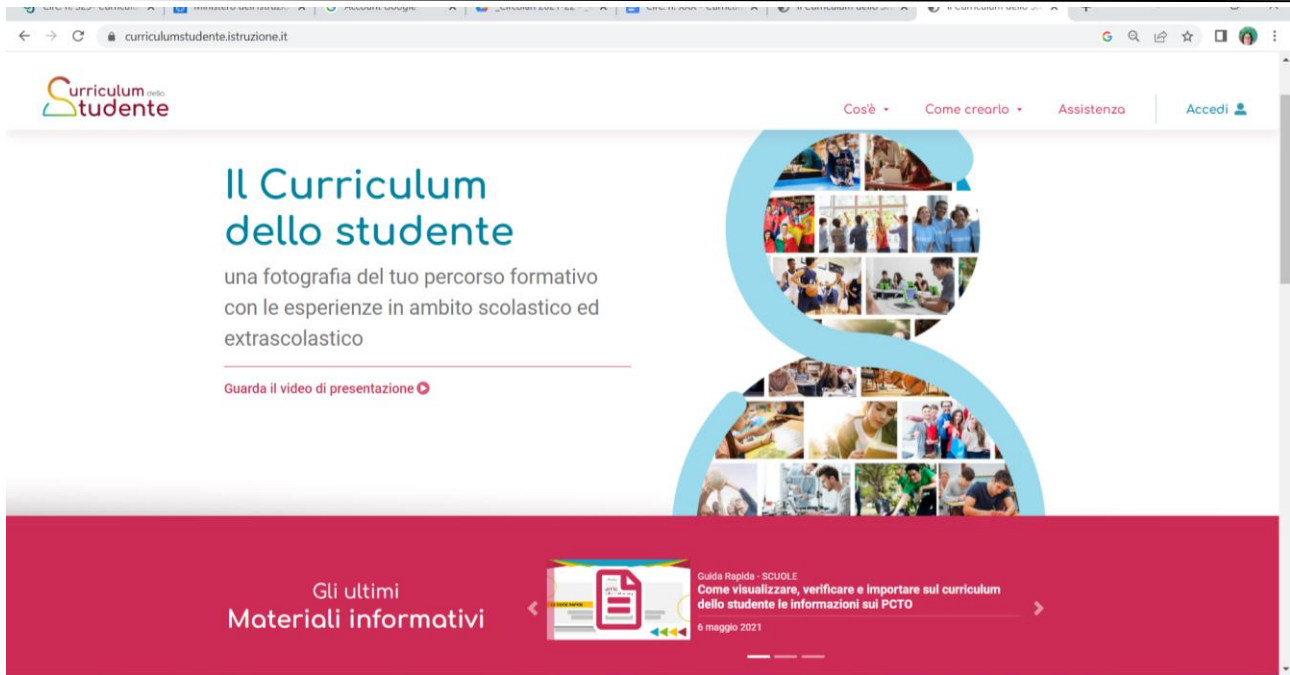 curriculumstudente.istruzione.it
Curriculum dello
Studente
Cos'è
Come crearlo
Assistenza
Accedi
Il Curriculum
dello studente
una fotografia del tuo percorso formativo
con le esperienze in ambito scolastico ed
extrascolastico
Guarda il video di presentazione
Gli ultimi
Materiali informativi
Guida Rapida - SCUOLE
Come visualizzare, verificare e importare sul curriculum
dello studente le informazioni sui PCTO
6 maggio 2021